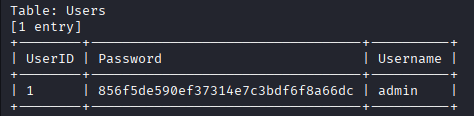 Table: Users
[1 entry]
+--------+----------------------------------+----------+
| UserID | Password                         | Username |
+--------+----------------------------------+----------+
| 1      | 856f5de590ef37314e7c3bdf6f8a66dc | admin    |
+--------+----------------------------------+----------+